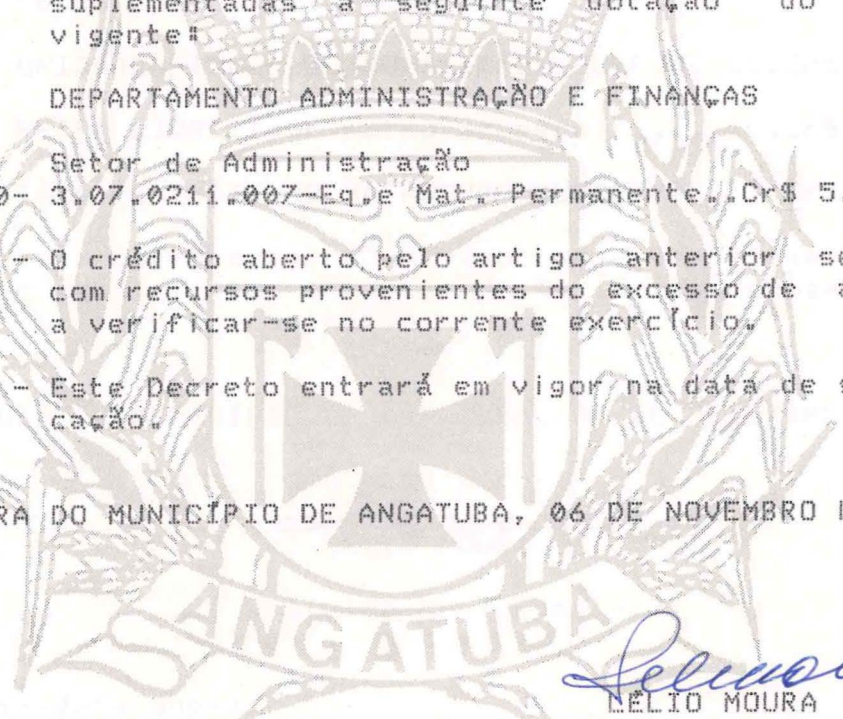 suplementadas a seguinte dotação do
vigente:
DEPARTAMENTO ADMINISTRAÇÃO E FINANÇAS
Setor de Administração
0- 3.07.0211.007-Eq.e Mat. Permanente..Cr$ 5.
- O crédito aberto pelo artigo anterior se
com recursos provenientes do excesso de a
a verificar-se no corrente exercício.
- Este Decreto entrará em vigor na data de s
cação.
RA DO MUNICÍPIO DE ANGATUBA, 06 DE NOVEMBRO D
ANGATUBA
LÉLIO MOURA